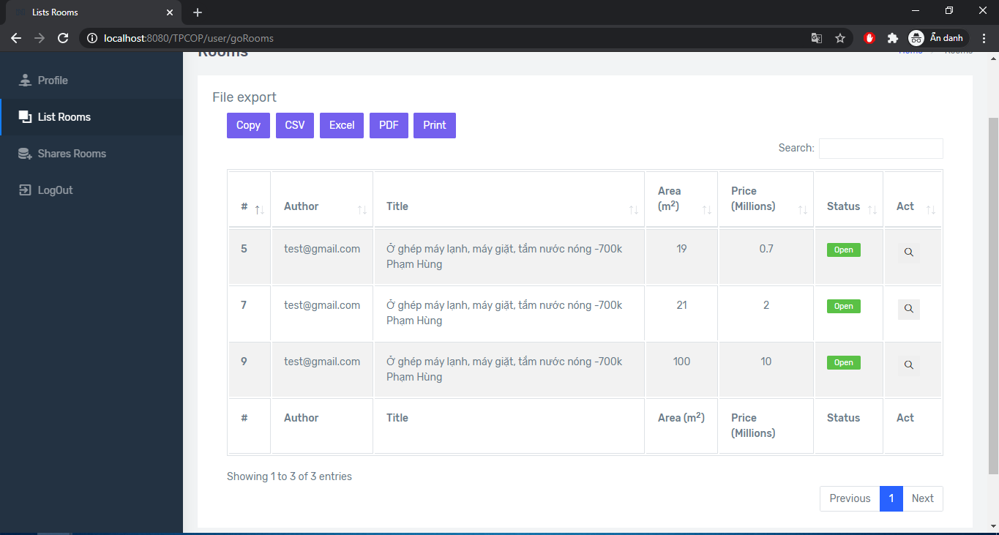 Lists Rooms
localhost:8080/TPCOP/user/goRooms
Ẩn danh
Rooms
Home
Rooms
Profile
List Rooms
Shares Rooms
LogOut
File export
Copy CSV Excel PDF Print
Search:
# Author Title Area (m²) Price (Millions) Status Act
5 test@gmail.com Ở ghép máy lạnh, máy giặt, tắm nước nóng -700k 19 0.7 Open
Phạm Hùng
7 test@gmail.com Ở ghép máy lạnh, máy giặt, tắm nước nóng -700k 21 2 Open
Phạm Hùng
9 test@gmail.com Ở ghép máy lạnh, máy giặt, tắm nước nóng -700k 100 10 Open
Phạm Hùng
# Author Title Area (m²) Price Status Act
(Millions)
Showing 1 to 3 of 3 entries
Previous 1 Next